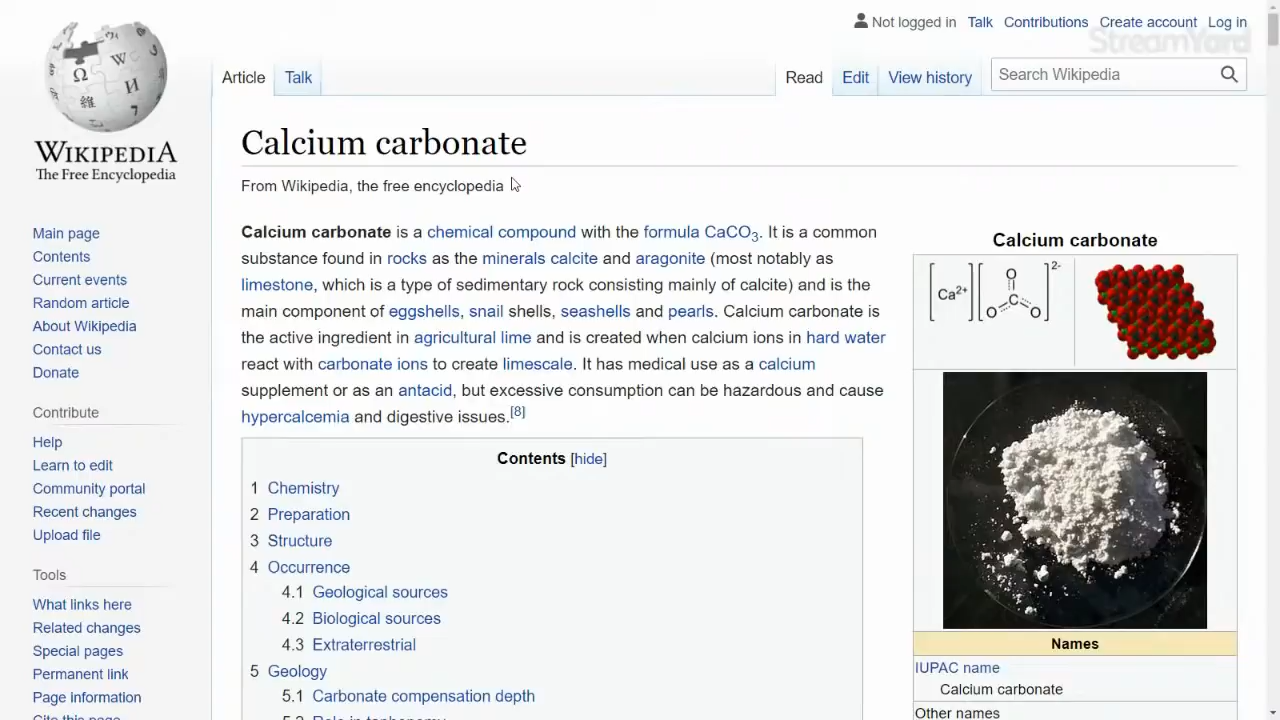 Not logged in Talk Contributions Create account Log in
StreamYard
Article Talk Read Edit View history Search Wikipedia
WIKIPEDIA
The Free Encyclopedia
Main page
Contents
Current events
Random article
About Wikipedia
Contact us
Donate
Contribute
Help
Learn to edit
Community portal
Recent changes
Upload file
Tools
What links here
Related changes
Special pages
Permanent link
Page information
Cite this page
Calcium carbonate
From Wikipedia, the free encyclopedia
Calcium carbonate is a chemical compound with the formula CaCO3. It is a common
substance found in rocks as the minerals calcite and aragonite (most notably as
limestone, which is a type of sedimentary rock consisting mainly of calcite) and is the
main component of eggshells, snail shells, seashells and pearls. Calcium carbonate is
the active ingredient in agricultural lime and is created when calcium ions in hard water
react with carbonate ions to create limescale. It has medical use as a calcium
supplement or as an antacid, but excessive consumption can be hazardous and cause
hypercalcemia and digestive issues.[8]
Contents [hide]
1 Chemistry
2 Preparation
3 Structure
4 Occurrence
4.1 Geological sources
4.2 Biological sources
4.3 Extraterrestrial
5 Geology
5.1 Carbonate compensation depth
Calcium carbonate
Ca2+ O C O O 2-
Names
IUPAC name
Calcium carbonate
Other names